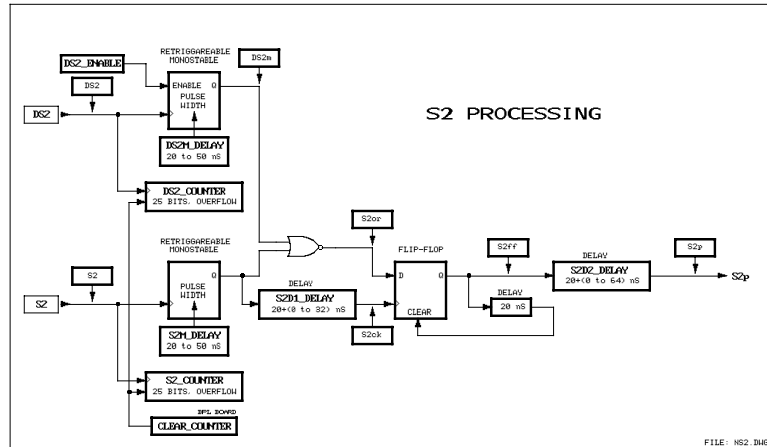 RETRIGGAREABLE
MONOSTABLE
DS2m
DS2_ENABLE
DS2
ENABLE Q
PULSE
WIDTH
S2 PROCESSING
DS2
DS2M_DELAY
20 to 50 nS
DS2_COUNTER
25 BITS, OVERFLOW
RETRIGGAREABLE
MONOSTABLE
S2or
FLIP-FLOP
S2ff
S2p
S2
Q
DELAY
D
Q
DELAY
PULSE
WIDTH
S2D1_DELAY
20+(0 to 32) nS
S2D2_DELAY
20+(0 to 64) nS
S2p
S2
DELAY
20 nS
CLEAR
S2M_DELAY
20 to 50 nS
S2ck
S2_COUNTER
25 BITS, OVERFLOW
DPL BOARD
CLEAR_COUNTER
FILE: NS2.DWG